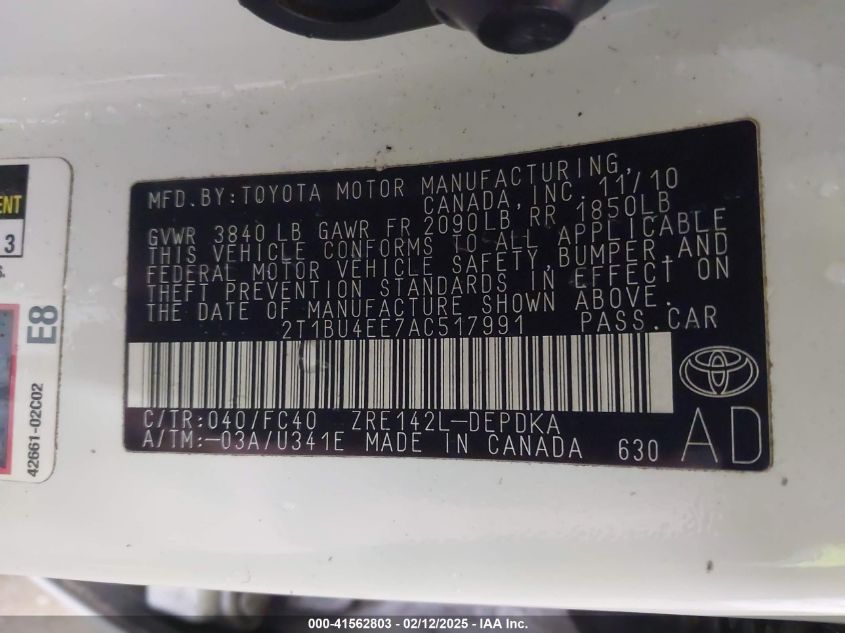 MFD. BY: TOYOTA MOTOR MANUFACTURING,
CANADA, INC. 11/10
GVWR 3840 LB GAWR FR 2090LB RR 1850LB
THIS VEHICLE CONFORMS TO ALL APPLICABLE
FEDERAL MOTOR VEHICLE SAFETY, BUMPER, AND
THEFT PREVENTION STANDARDS IN EFFECT ON
THE DATE OF MANUFACTURE SHOWN ABOVE.
2T1BU4EE7AC517991 PASS. CAR
C/TR: 040/FC40 ZRE142L-DEPDKA
A/TM: -03A/U341E MADE IN CANADA 630
AD
3
E8
42661-02C02
000-41562803 - 02/12/2025 - IAA Inc.